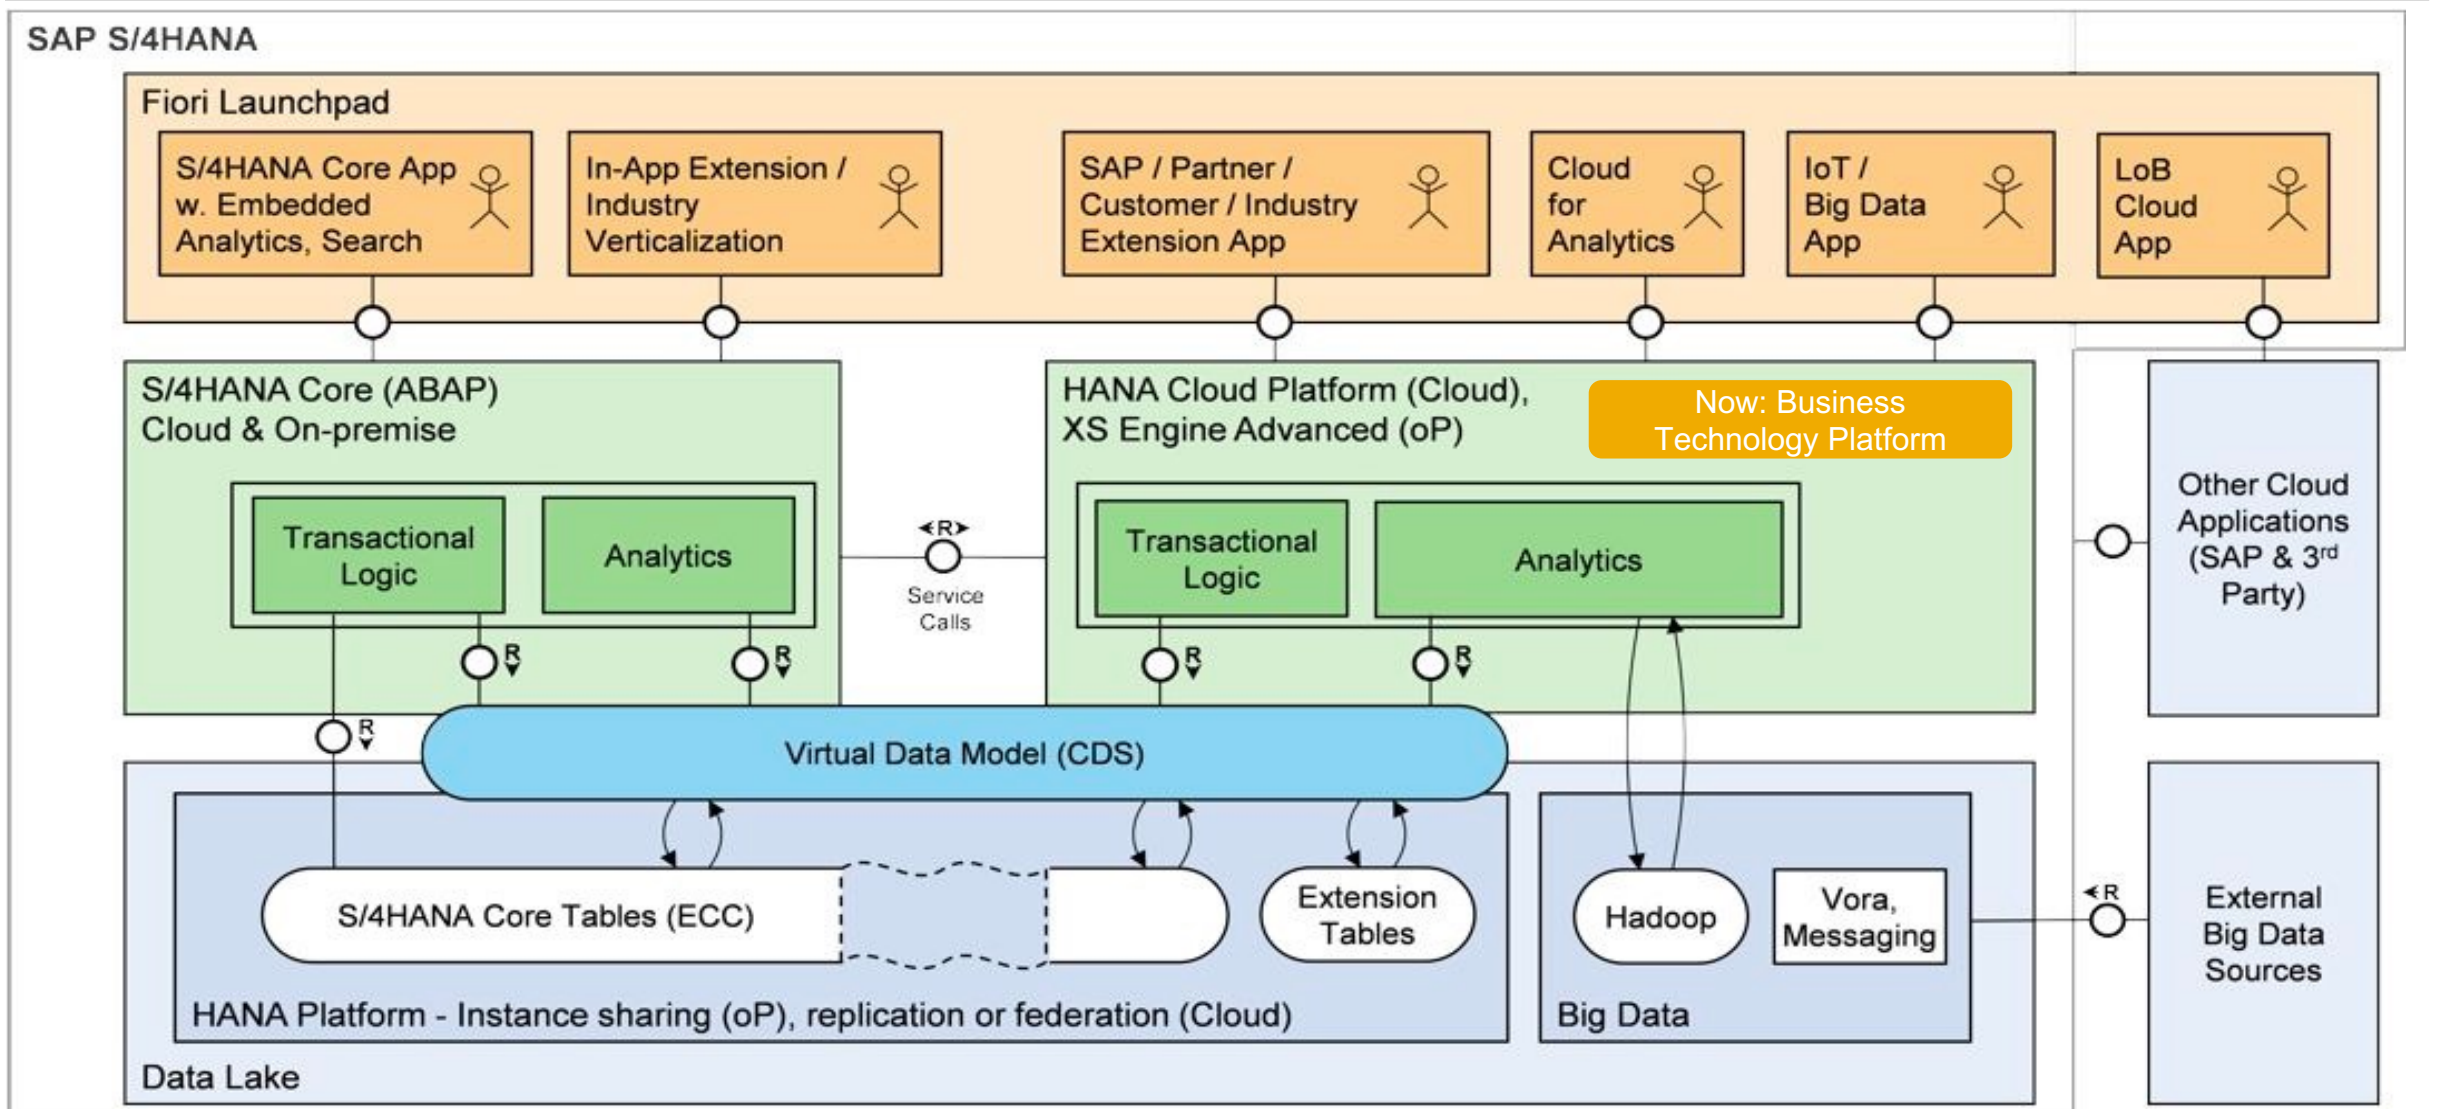 SAP S/4HANA
Fiori Launchpad
S/4HANA Core App
w. Embedded
Analytics, Search
In-App Extension /
Industry
Verticalization
SAP / Partner /
Customer / Industry
Extension App
Cloud
for
Analytics
IoT /
Big Data
App
LoB
Cloud
App
S/4HANA Core (ABAP)
Cloud & On-premise
Transactional
Logic
Analytics
R
R
R
R
Service
Calls
HANA Cloud Platform (Cloud),
XS Engine Advanced (oP)
Now: Business
Technology Platform
Transactional
Logic
Analytics
R
R
Other Cloud
Applications
(SAP & 3rd
Party)
Virtual Data Model (CDS)
S/4HANA Core Tables (ECC)
Extension
Tables
HANA Platform - Instance sharing (oP), replication or federation (Cloud)
Hadoop
Vora,
Messaging
Big Data
Data Lake
R
External
Big Data
Sources